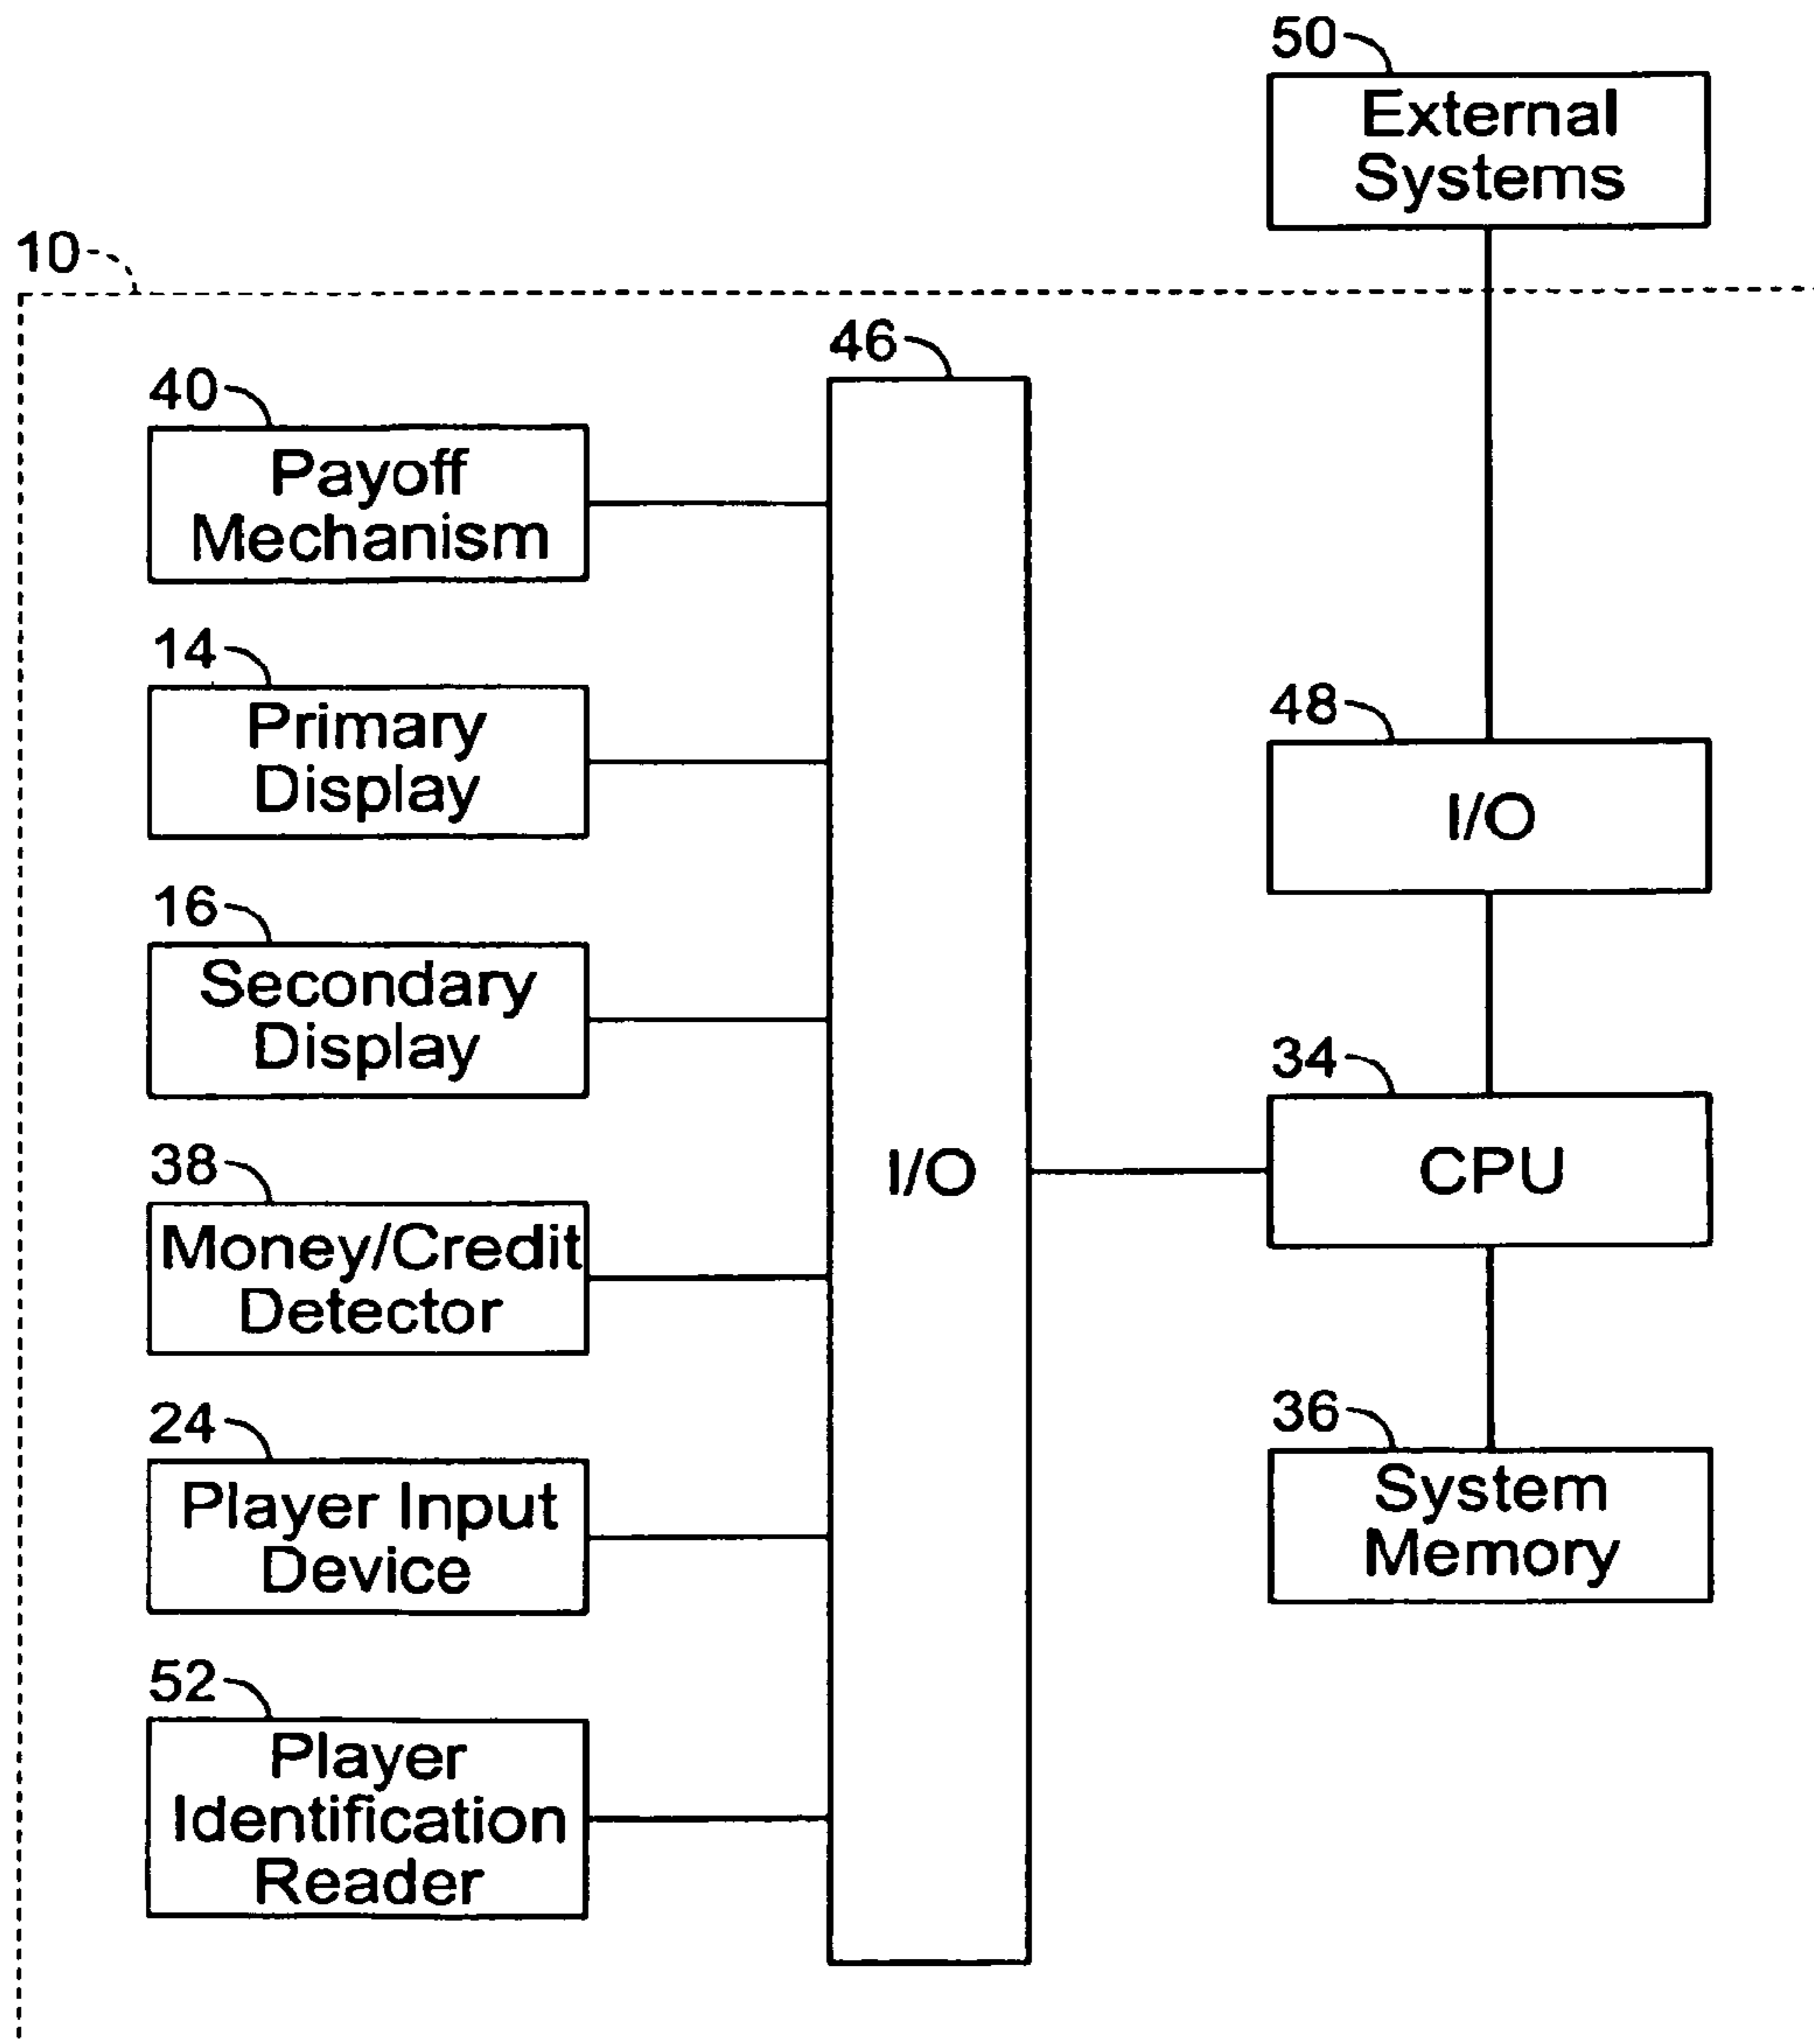 50
External
Systems
10
46
40
Payoff
Mechanism
14
Primary
Display
48
I/O
16
Secondary
Display
34
CPU
38
Money/Credit
Detector
I/O
24
Player Input
Device
36
System
Memory
52
Player
Identification
Reader